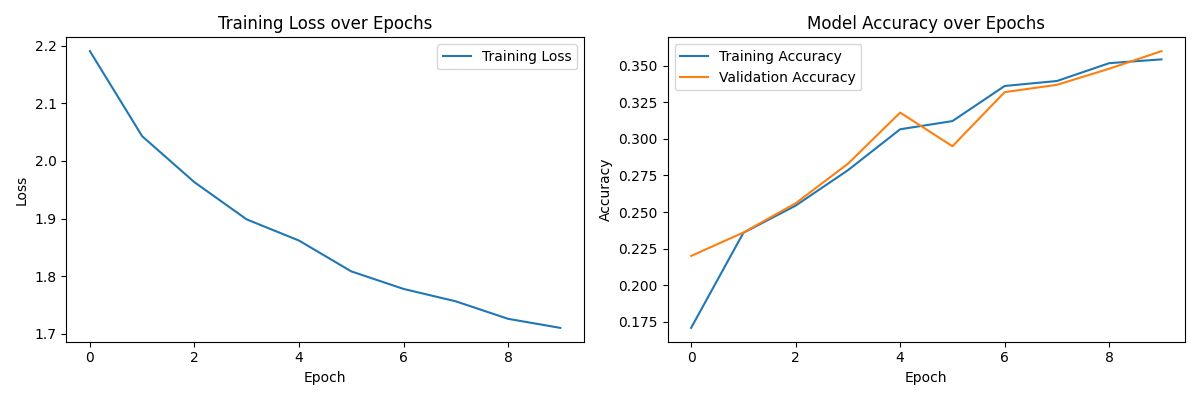 Training Loss over Epochs
Training Loss
2.2
2.1
2.0
1.9
1.8
1.7
Loss
0 2 4 6 8
Epoch
Model Accuracy over Epochs
Training Accuracy
Validation Accuracy
0.350
0.325
0.300
0.275
0.250
0.225
0.200
0.175
Accuracy
0 2 4 6 8
Epoch